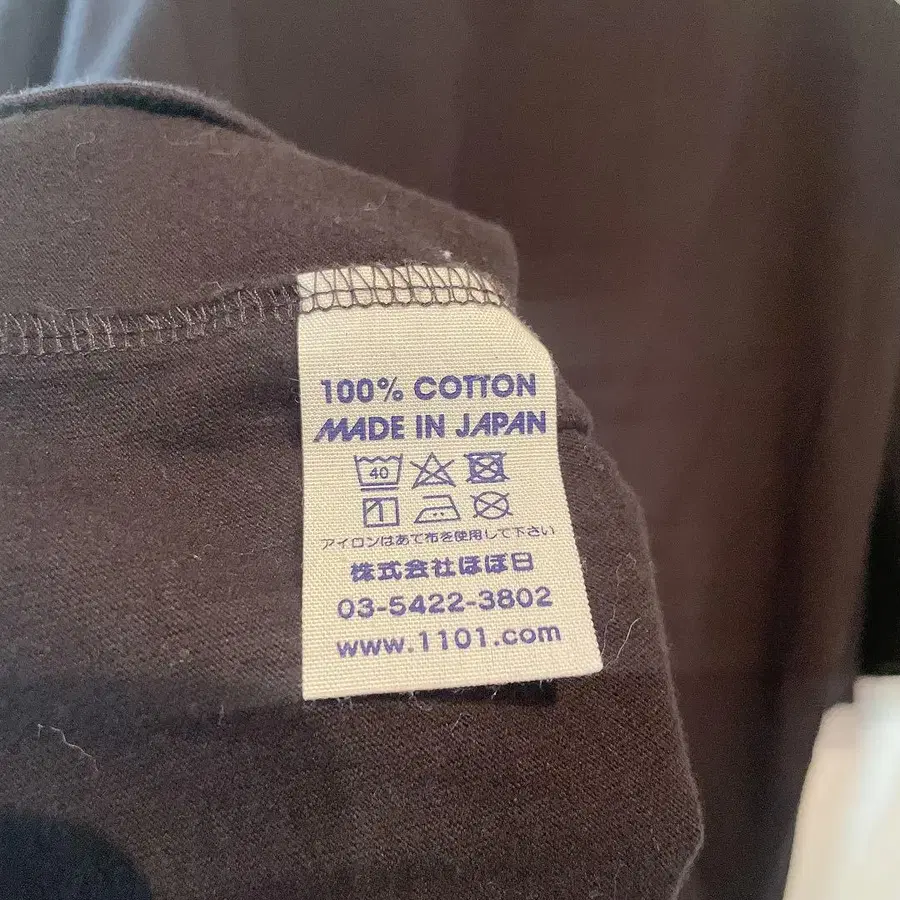 100% COTTON
MADE IN JAPAN
40
アイロンはあて布を使用して下さい
株式会社ほぼ日
03-5422-3802
www.1101.com